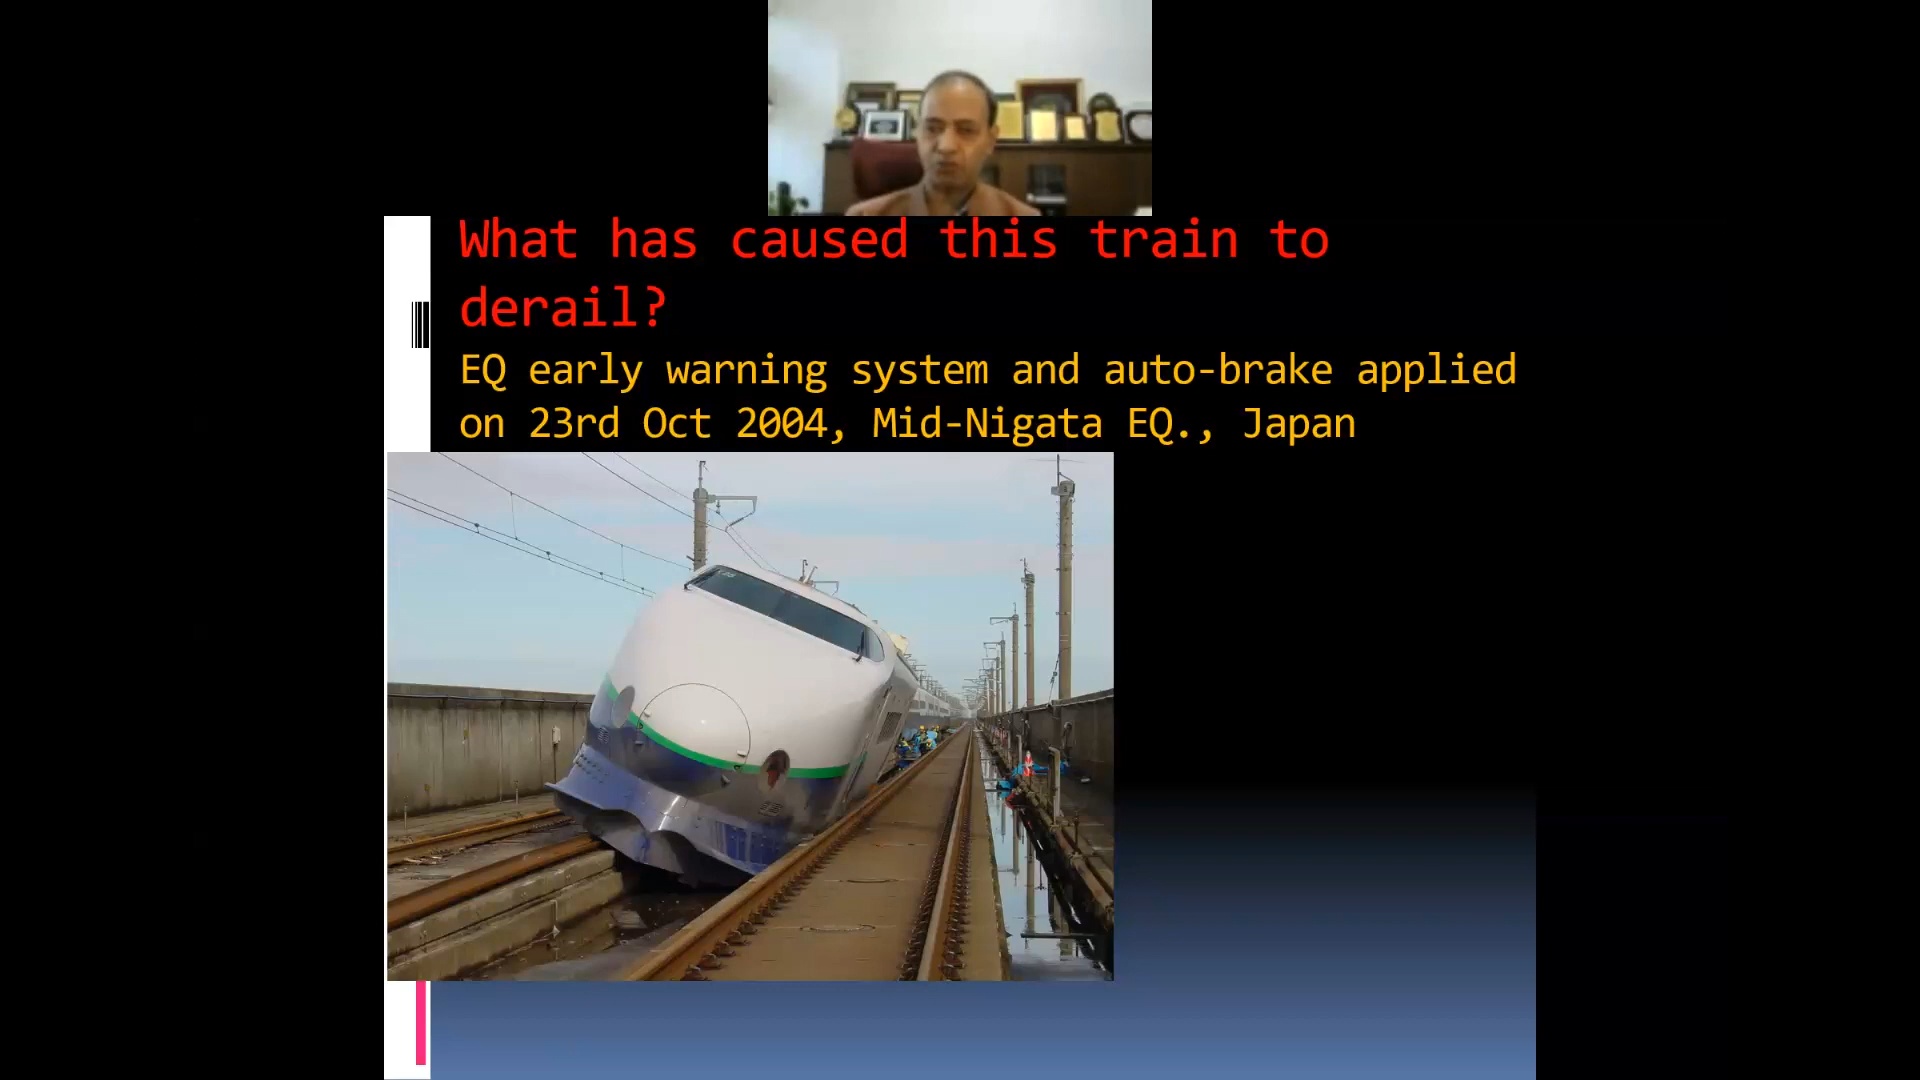 What has caused this train to
derail?
EQ early warning system and auto-brake applied
on 23rd Oct 2004, Mid-Nigata EQ., Japan